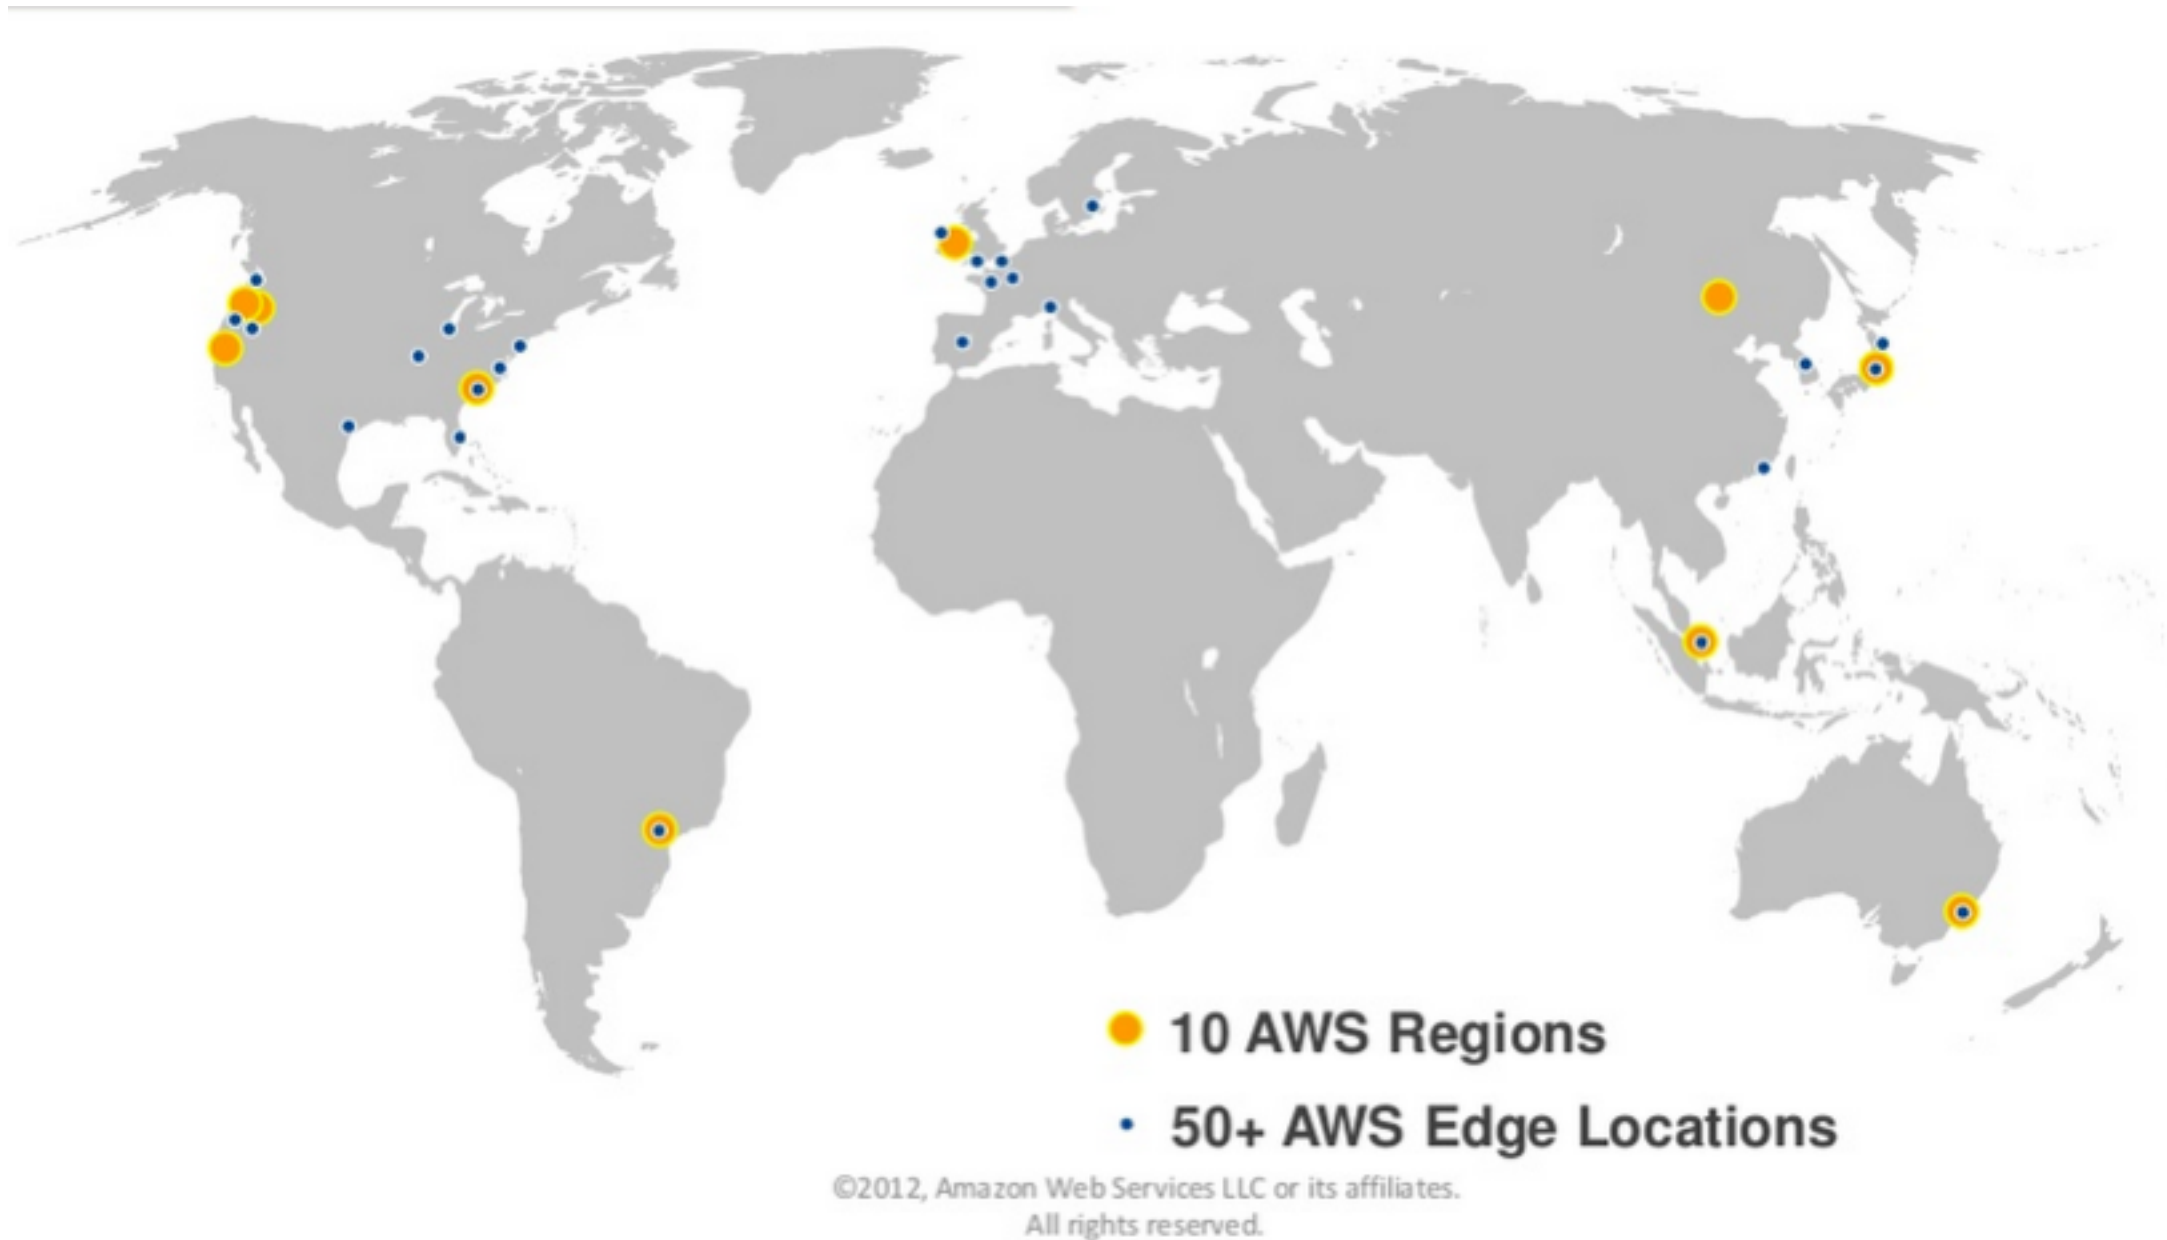 10 AWS Regions
50+ AWS Edge Locations
©2012, Amazon Web Services LLC or its affiliates.
All rights reserved.